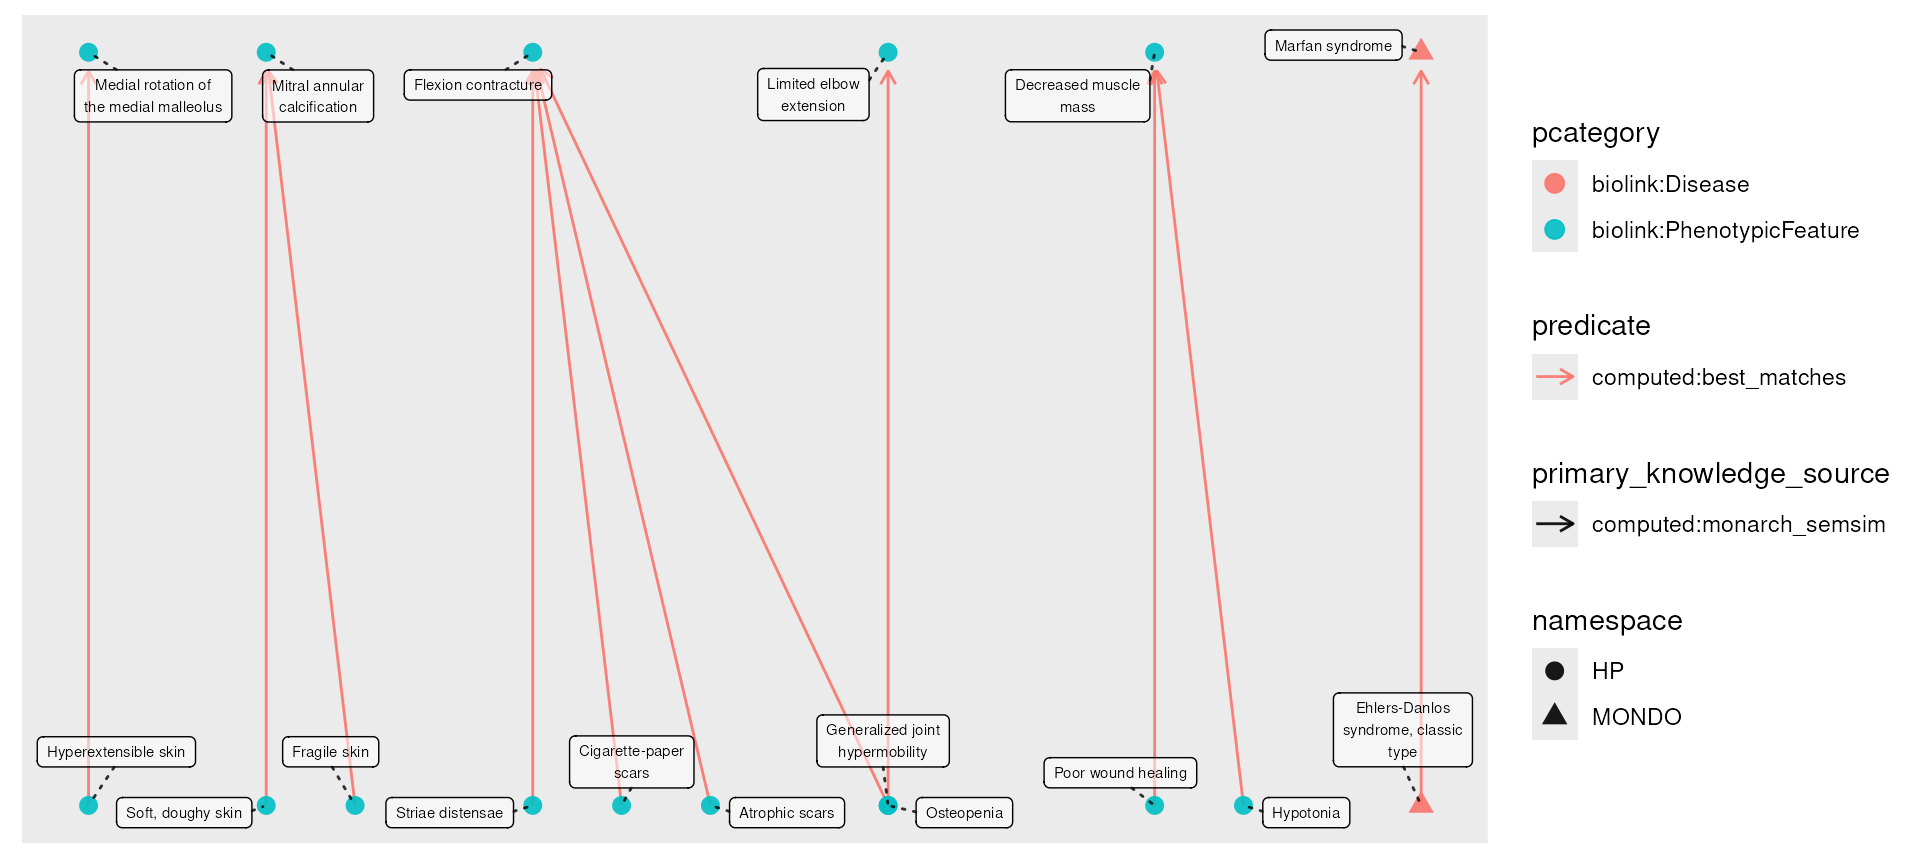 Marfan syndrome
Medial rotation of
the medial malleolus
Mitral annular
calcification
Flexion contracture
Limited elbow
extension
Decreased muscle
mass
Hyperextensible skin
Soft, doughy skin
Fragile skin
Striae distensae
Cigarette-paper
scars
Atrophic scars
Generalized joint
hypermobility
Osteopenia
Poor wound healing
Hypotonia
Ehlers-Danlos
syndrome, classic
type
pcategory
biolink:Disease
biolink:PhenotypicFeature
predicate
computed:best_matches
primary_knowledge_source
computed:monarch_semsim
namespace
HP
MONDO